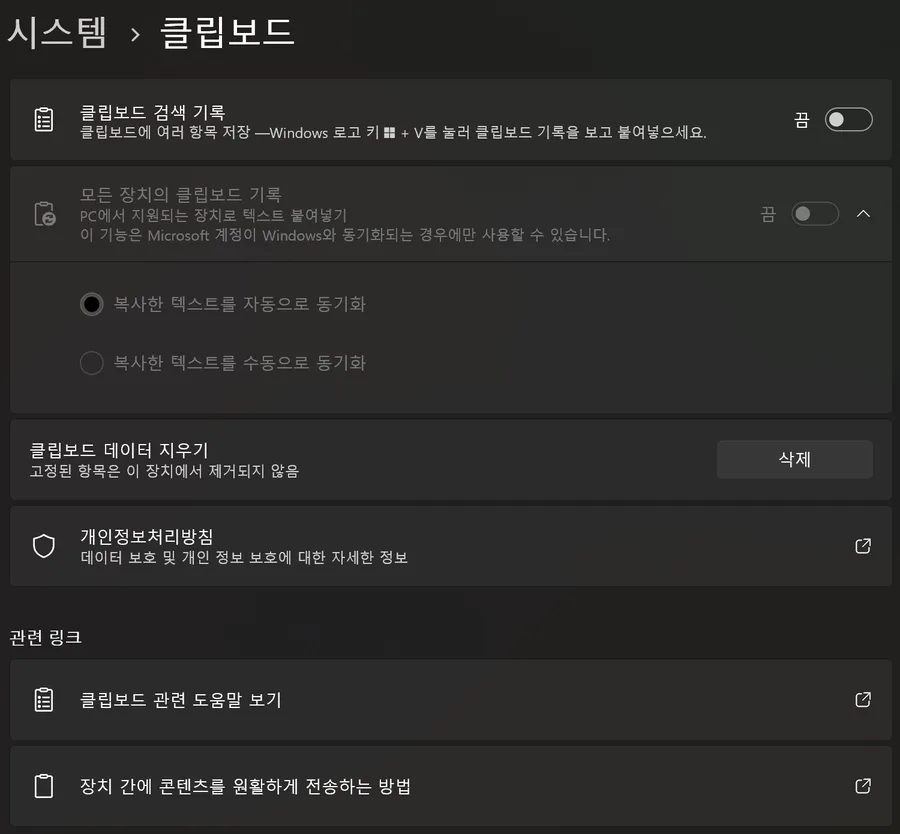 시스템 > 클립보드
클립보드 검색 기록
클립보드에 여러 항목 저장 —Windows 로고 키 + V를 눌러 클립보드 기록을 보고 붙여넣으세요.
끔
모든 장치의 클립보드 기록
PC에서 지원되는 장치로 텍스트 붙여넣기
이 기능은 Microsoft 계정이 Windows와 동기화되는 경우에만 사용할 수 있습니다.
끔
복사한 텍스트를 자동으로 동기화
복사한 텍스트를 수동으로 동기화
클립보드 데이터 지우기
고정된 항목은 이 장치에서 제거되지 않음
삭제
개인정보처리방침
데이터 보호 및 개인 정보 보호에 대한 자세한 정보
관련 링크
클립보드 관련 도움말 보기
장치 간에 콘텐츠를 원활하게 전송하는 방법